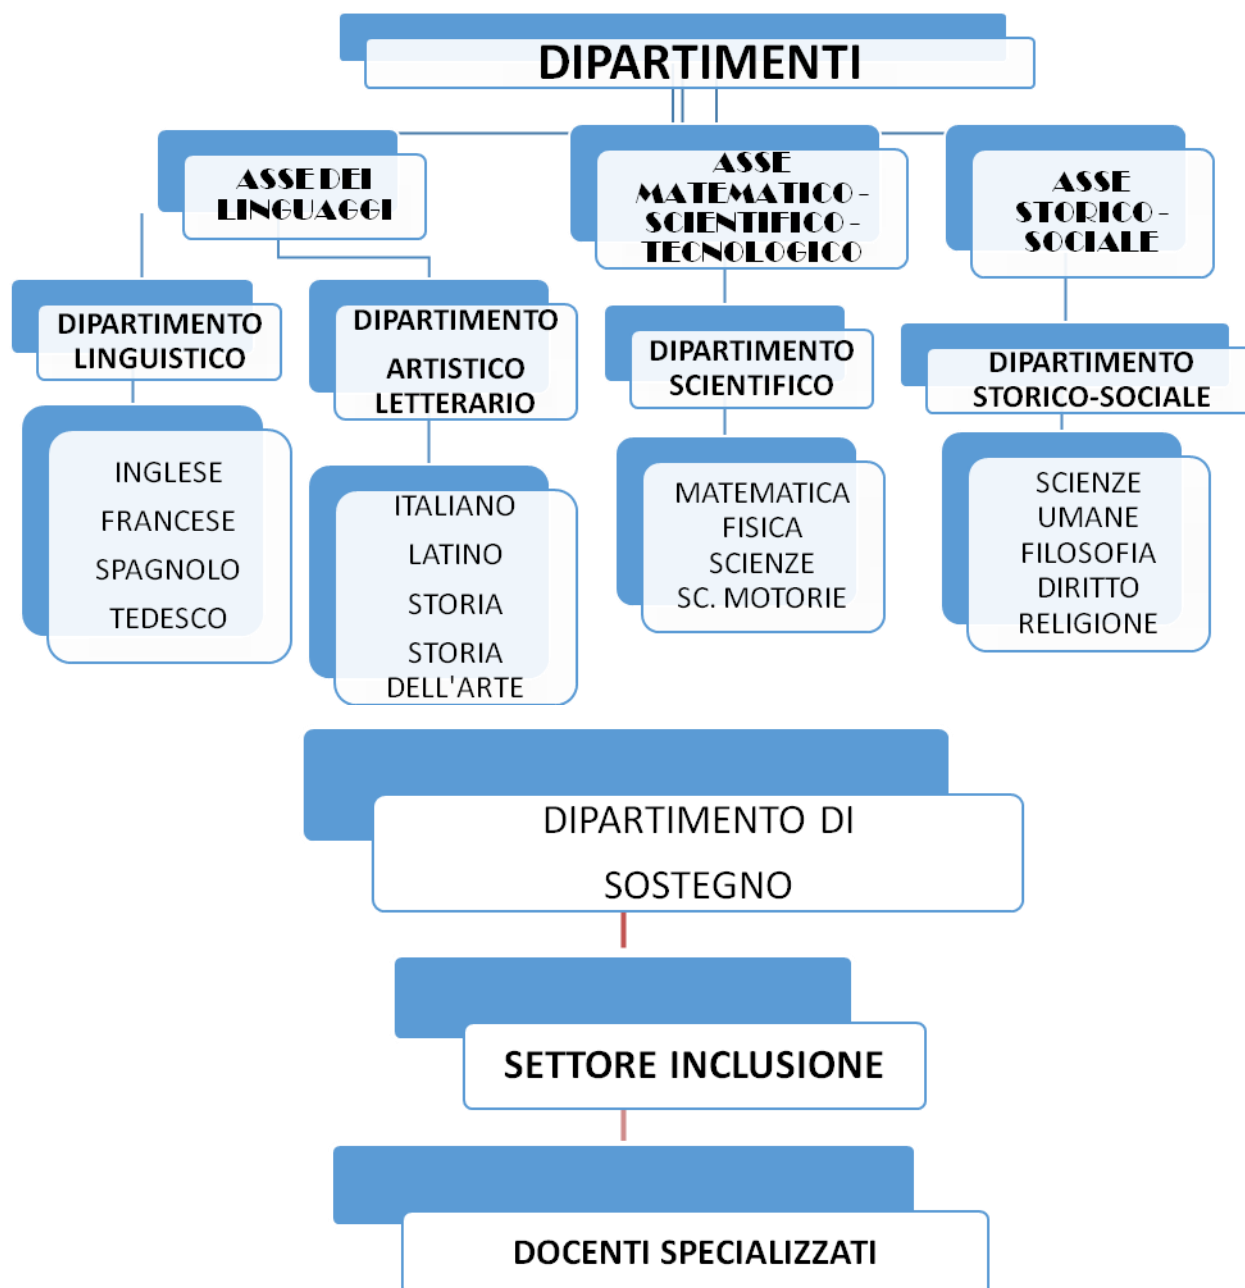 DIPARTIMENTI
ASSE DEI
LINGUAGGI
ASSE
MATEMATICO -
SCIENTIFICO -
TECNOLOGICO
ASSE
STORICO -
SOCIALE
DIPARTIMENTO
LINGUISTICO
DIPARTIMENTO
ARTISTICO
LETTERARIO
DIPARTIMENTO
SCIENTIFICO
DIPARTIMENTO
STORICO-SOCIALE
INGLESE
FRANCESE
SPAGNOLO
TEDESCO
ITALIANO
LATINO
STORIA
STORIA
DELL'ARTE
MATEMATICA
FISICA
SCIENZE
SC. MOTORIE
SCIENZE
UMANE
FILOSOFIA
DIRITTO
RELIGIONE
DIPARTIMENTO DI
SOSTEGNO
SETTORE INCLUSIONE
DOCENTI SPECIALIZZATI